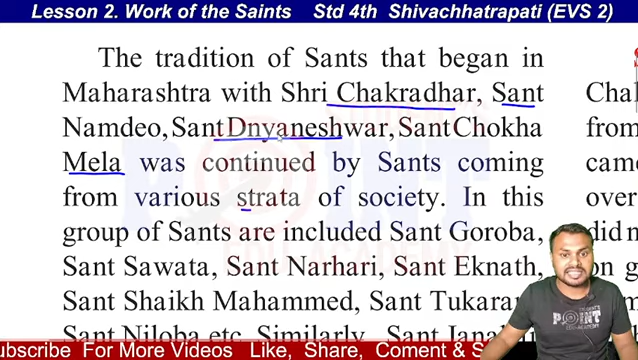 Lesson 2. Work of the Saints Std 4th Shivachhatrapati (EVS 2)
The tradition of Sants that began in
Maharashtra with Shri Chakradhar, Sant
Namdeo, Sant Dnyaneshwar, Sant Chokha
Mela was continued by Sants coming
from various strata of society. In this
group of Sants are included Sant Goroba,
Sant Sawata, Sant Narhari, Sant Eknath,
Sant Shaikh Mahammed, Sant Tukaram
Sant Niloba etc. Similarly Sant
from
came
over
did
on
POINT
ubscribe For More Videos Like, Share, Coment & S